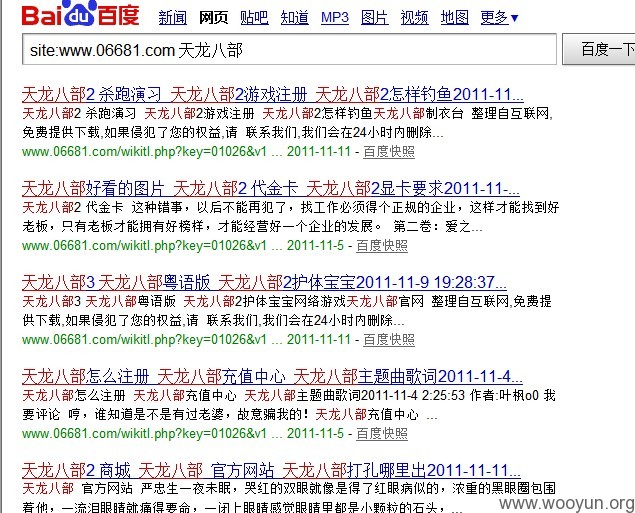 Bai du 百度 新闻 网页 贴吧 知道 MP3 图片 视频 地图 更多▼
site:www.06681.com 天龙八部 百度一下
天龙八部2 杀跑演习 天龙八部2游戏注册 天龙八部2怎样钓鱼2011-11...
天龙八部2 杀跑演习 天龙八部2游戏注册 天龙八部2怎样钓鱼天龙八部制衣台 整理自互联网,
免费提供下载,如果侵犯了您的权益,请 联系我们,我们会在24小时内删除...
www.06681.com/wikitl.php?key=01026&v1 ... 2011-11-11 - 百度快照
天龙八部好看的图片 天龙八部2 代金卡 天龙八部2显卡要求2011-11-...
天龙八部2 代金卡 这种错事，以后不能再犯了，找工作必须得个正规的企业，这样才能找到好
老板，只有老板才能拥有好榜样，才能经营好一个企业的发展。 第二卷：爱之...
www.06681.com/wikitl.php?key=01026&v1 ... 2011-11-5 - 百度快照
天龙八部3 天龙八部粤语版 天龙八部2护体宝宝2011-11-9 19:28:37...
天龙八部3 天龙八部粤语版 天龙八部2护体宝宝网络游戏天龙八部官网 整理自互联网,免费提
供下载,如果侵犯了您的权益,请 联系我们,我们会在24小时内删除...
www.06681.com/wikitl.php?key=01026&v1 ... 2011-11-11 - 百度快照
天龙八部怎么注册 天龙八部充值中心 天龙八部主题曲歌词2011-11-4...
天龙八部怎么注册 天龙八部充值中心 天龙八部主题曲歌词2011-11-4 2:25:53 作者:叶枫o0 我
要评论 哼，谁知道是不是有过老婆，故意骗我的！天龙八部充值中心 ...
www.06681.com/wikitl.php?key=01026&v1 ... 2011-11-5 - 百度快照
天龙八部2 商城 天龙八部 官方网站 天龙八部打孔哪里出2011-11-11...
天龙八部 官方网站 严忠生一夜未眠，哭红的双眼就像是得了红眼病似的，浓重的黑眼圈包围
着他，一流泪眼睛就痛得要命，一闭上眼睛感觉眼睛里都是小颗粒的石头，...
www.wooyun.org